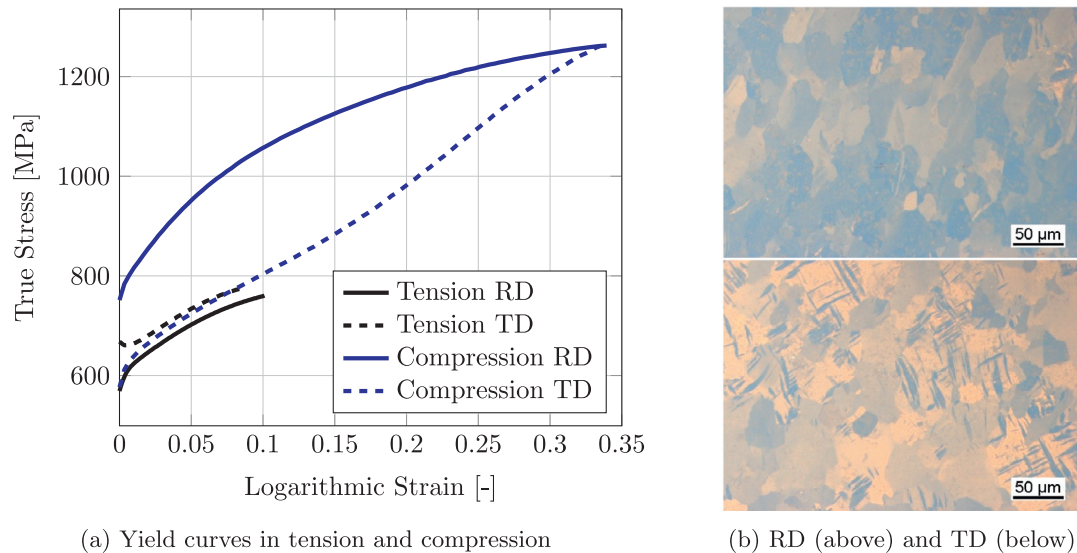 True Stress [MPa]
1200
1000
800
600
Tension RD
Tension TD
Compression RD
Compression TD
0 0.05 0.1 0.15 0.2 0.25 0.3 0.35
Logarithmic Strain [-]
(a) Yield curves in tension and compression
50 µm
50 µm
(b) RD (above) and TD (below)